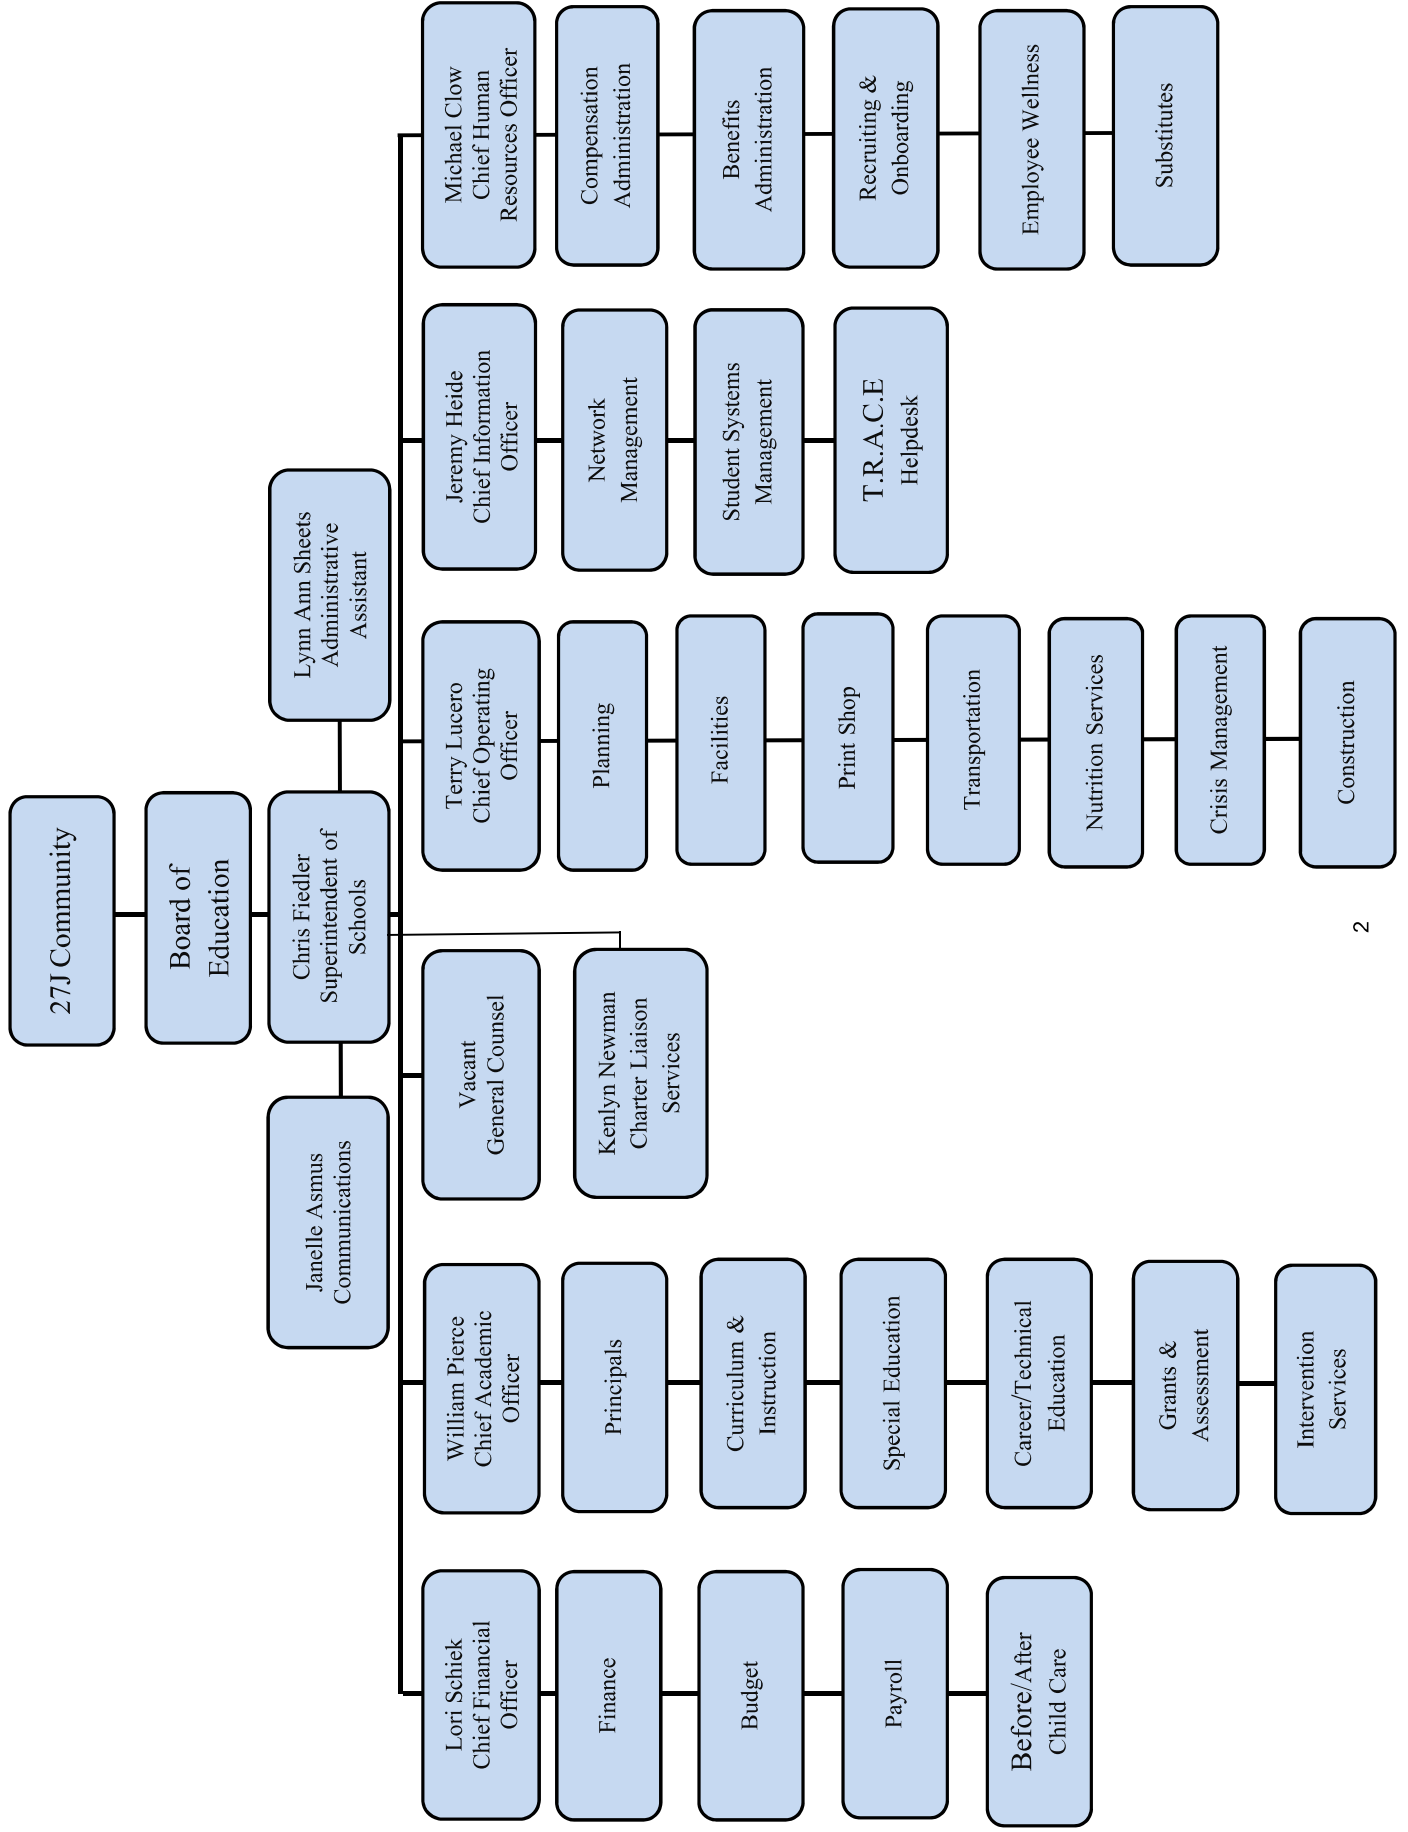 27J Community
Board of
Education
Janelle Asmus
Communications
Chris Fiedler
Superintendent of
Schools
Lynn Ann Sheets
Administrative
Assistant
Lori Schiek
Chief Financial
Officer
Finance
Budget
Payroll
Before/After
Child Care
William Pierce
Chief Academic
Officer
Principals
Curriculum &
Instruction
Special Education
Career/Technical
Education
Grants &
Assessment
Intervention
Services
Vacant
General Counsel
Kenlyn Newman
Charter Liaison
Services
Terry Lucero
Chief Operating
Officer
Planning
Facilities
Print Shop
Transportation
Nutrition Services
Crisis Management
Construction
Jeremy Heide
Chief Information
Officer
Network
Management
Student Systems
Management
T.R.A.C.E
Helpdesk
Michael Clow
Chief Human
Resources Officer
Compensation
Administration
Benefits
Administration
Recruiting &
Onboarding
Employee Wellness
Substitutes
2